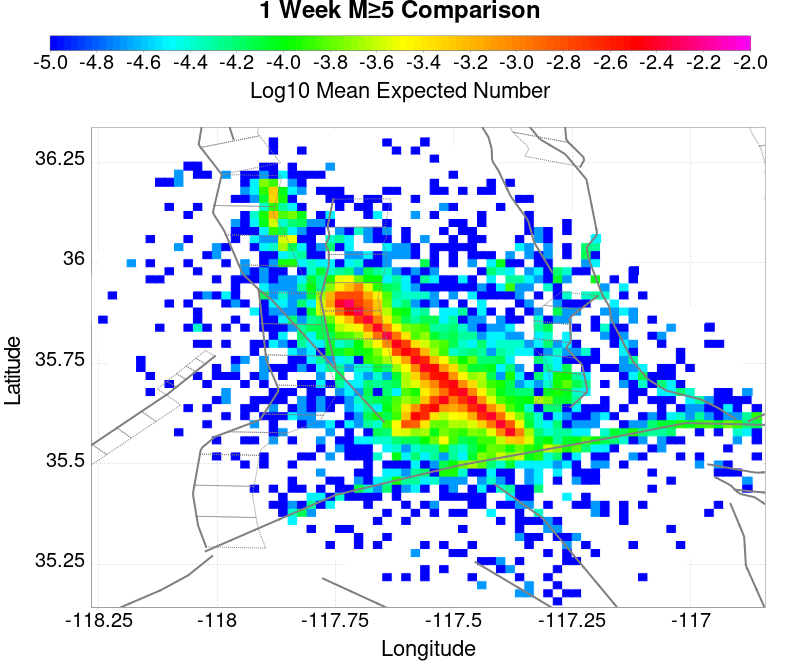 1 Week M≥5 Comparison
-5.0 -4.8 -4.6 -4.4 -4.2 -4.0 -3.8 -3.6 -3.4 -3.2 -3.0 -2.8 -2.6 -2.4 -2.2 -2.0
Log10 Mean Expected Number
36.25
36
35.75
35.5
35.25
Latitude
-118.25 -118 -117.75 -117.5 -117.25 -117
Longitude